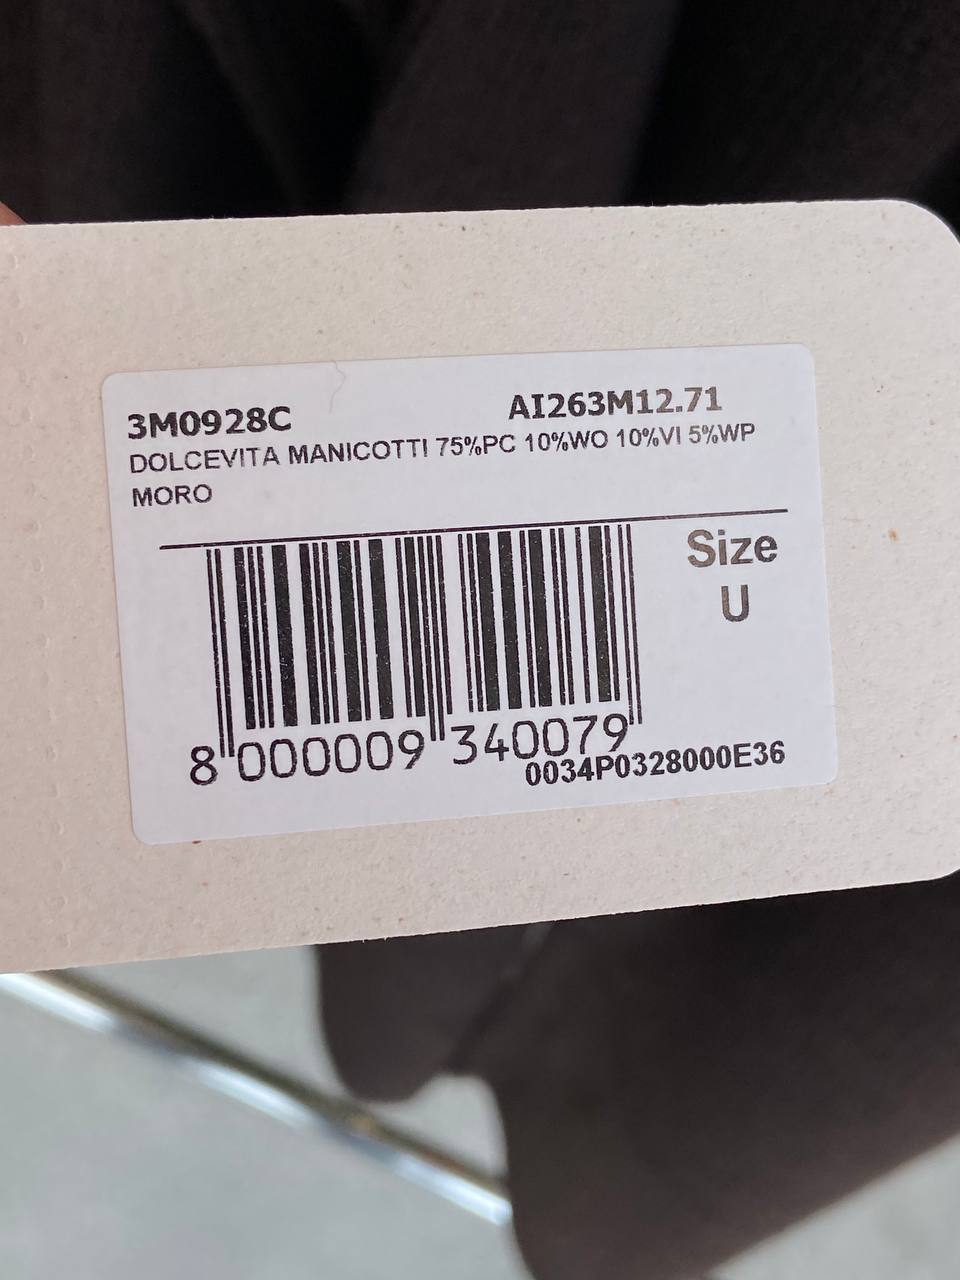 3M0928C AI263M12.71
DOLCEVITA MANICOTTI 75%PC 10%WO 10%VI 5%WP
MORO
Size
U
8 000009 340079
0034P0328000E36